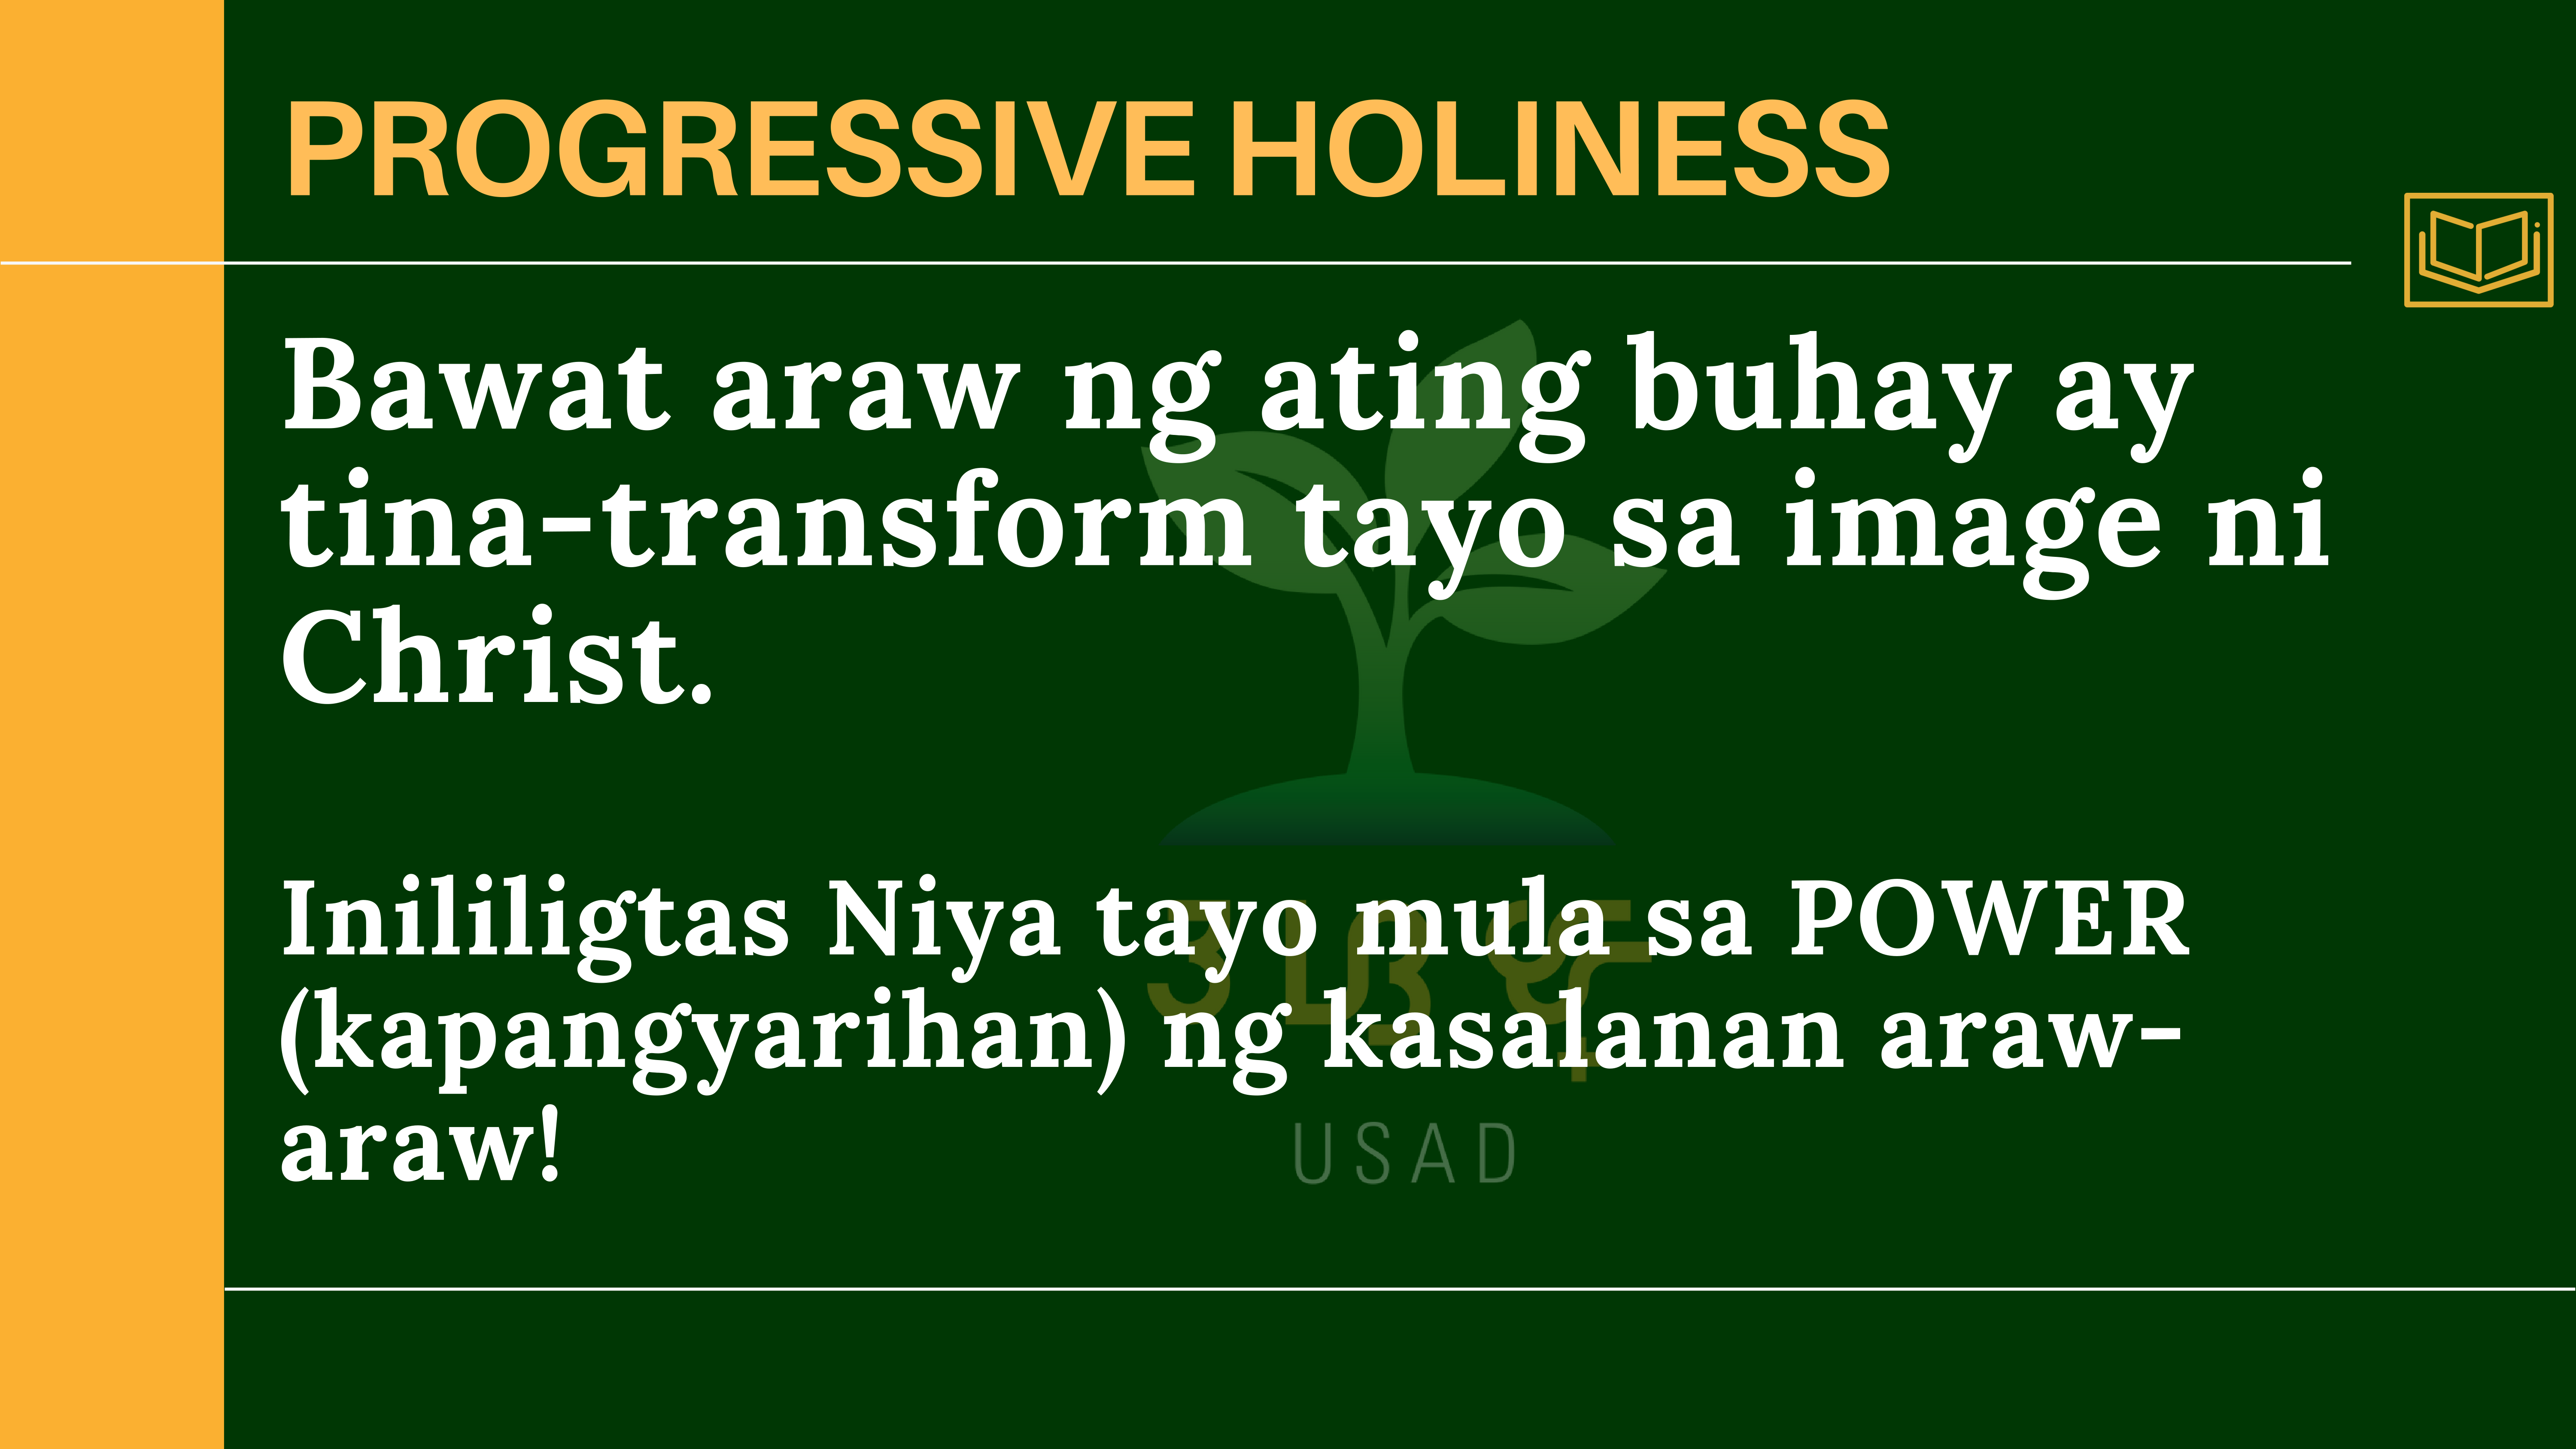 PROGRESSIVE HOLINESS
Bawat araw ng ating buhay ay
tina-transform tayo sa image ni
Christ.
Inililigtas Niya tayo mula sa POWER
(kapangyarihan) ng kasalanan araw-
araw!
USAD